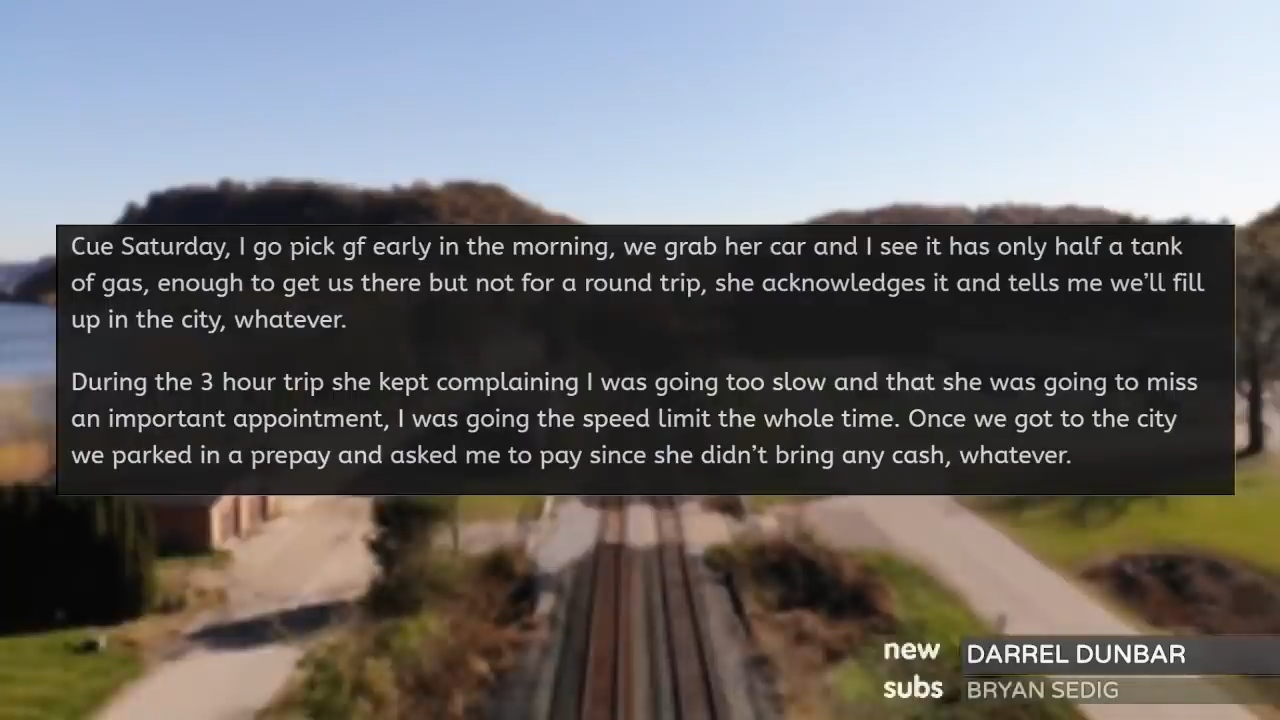 Cue Saturday, I go pick gf early in the morning, we grab her car and I see it has only half a tank
of gas, enough to get us there but not for a round trip, she acknowledges it and tells me we’ll fill
up in the city, whatever.
During the 3 hour trip she kept complaining I was going too slow and that she was going to miss
an important appointment, I was going the speed limit the whole time. Once we got to the city
we parked in a prepay and asked me to pay since she didn’t bring any cash, whatever.
new DARREL DUNBAR
subs BRYAN SEDIG